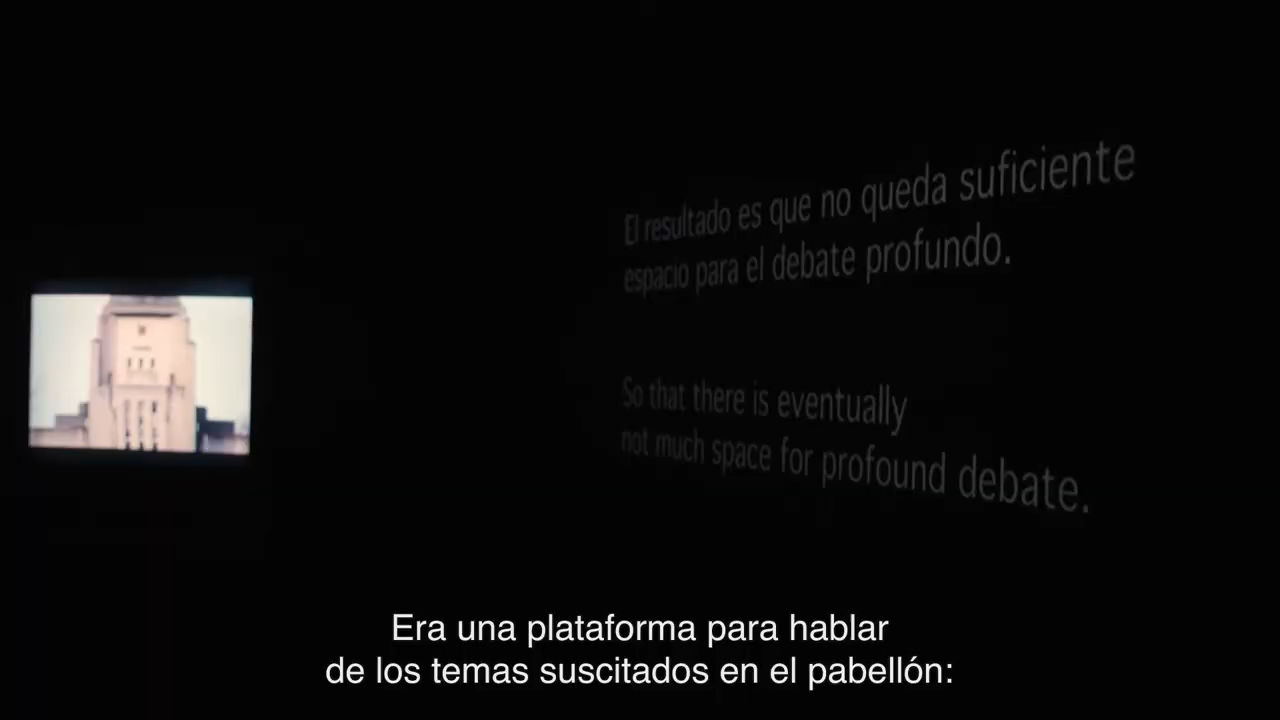 El resultado es que no queda suficiente
espacio para el debate profundo.
So that there is eventually
not much space for profound debate.
Era una plataforma para hablar
de los temas suscitados en el pabellón: